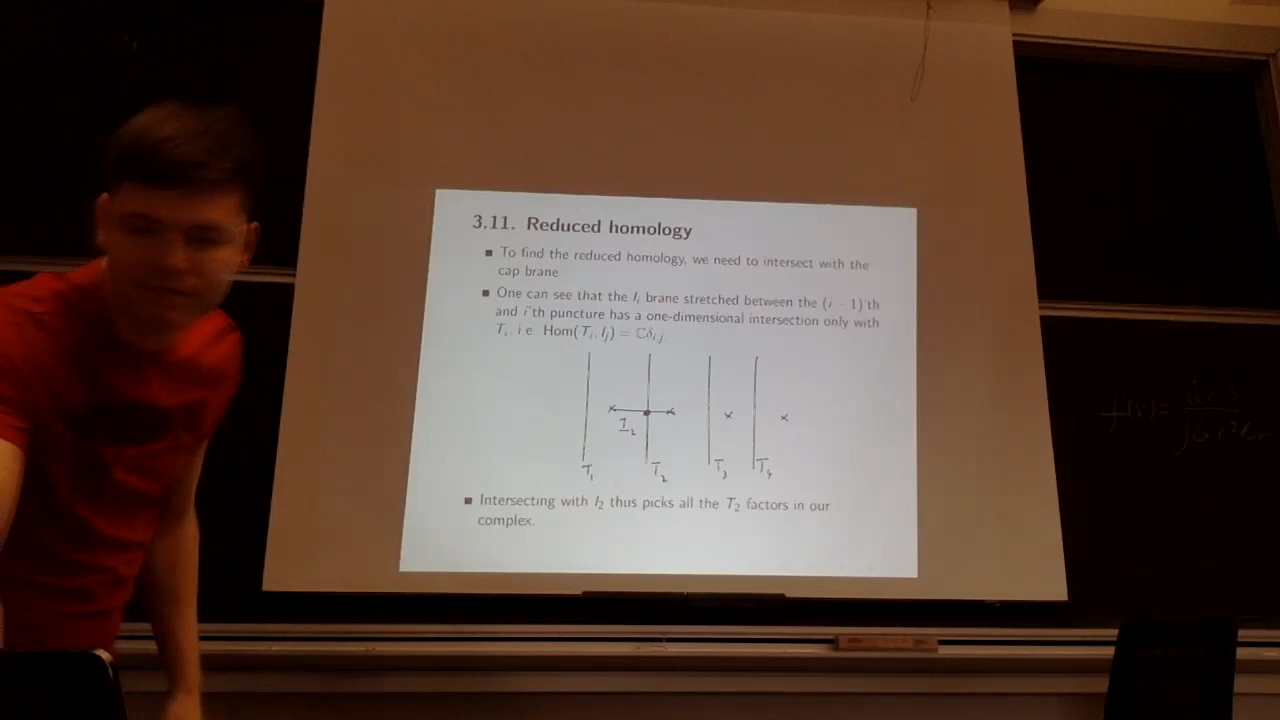 3.11. Reduced homology
■ To find the reduced homology, we need to intersect with the
cap brane.
■ One can see that the I_i brane stretched between the (i − 1)'th
and i'th puncture has a one-dimensional intersection only with
T_i. i.e. Hom(T_i, I_j) = ℂδ_{i,j}
I_2
T_1 T_2 T_3 T_4
■ Intersecting with I_2 thus picks all the T_2 factors in our
complex.
f(r) =